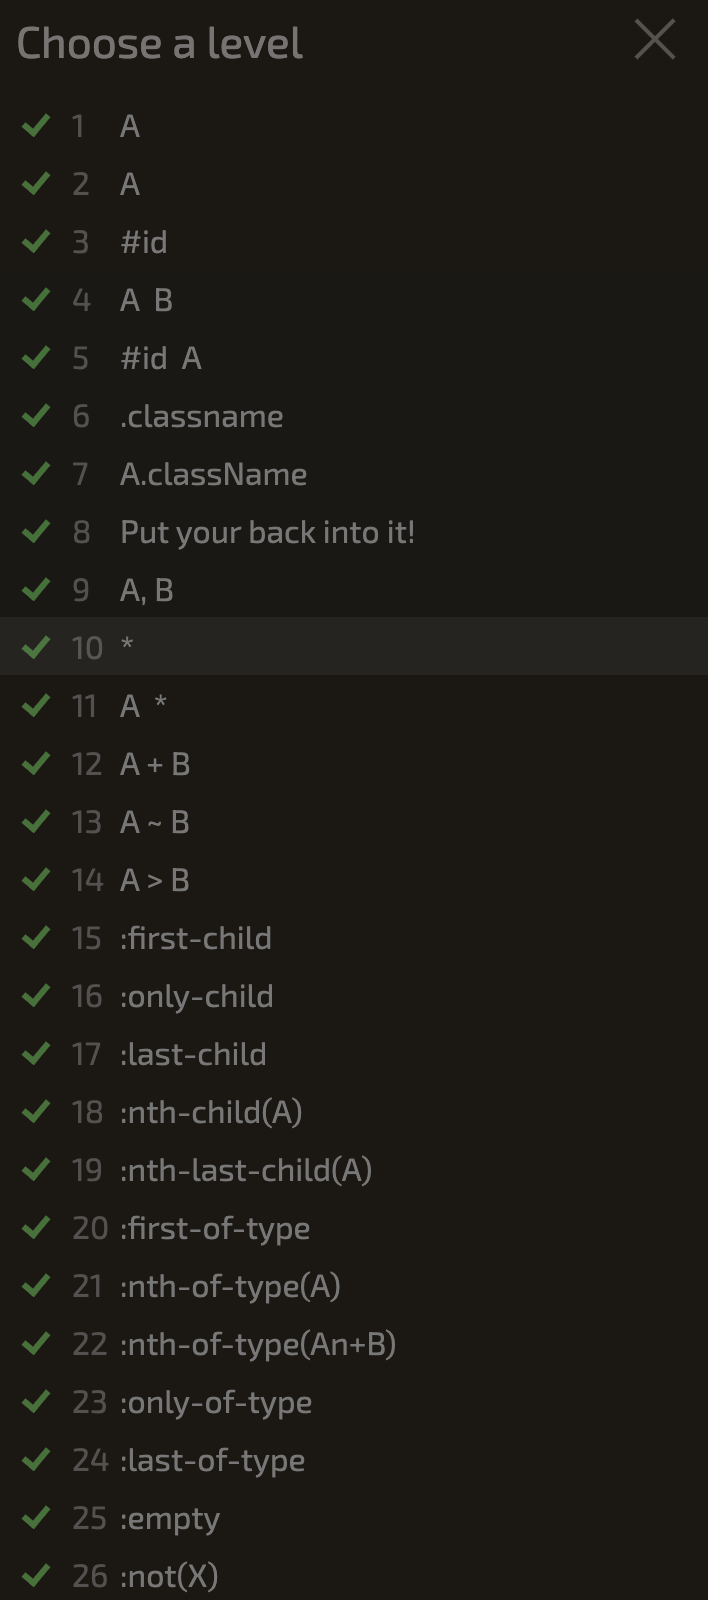 Choose a level
1 A
2 A
3 #id
4 A B
5 #id A
6 .classname
7 A.className
8 Put your back into it!
9 A, B
10 *
11 A *
12 A + B
13 A ~ B
14 A > B
15 :first-child
16 :only-child
17 :last-child
18 :nth-child(A)
19 :nth-last-child(A)
20 :first-of-type
21 :nth-of-type(A)
22 :nth-of-type(An+B)
23 :only-of-type
24 :last-of-type
25 :empty
26 :not(X)